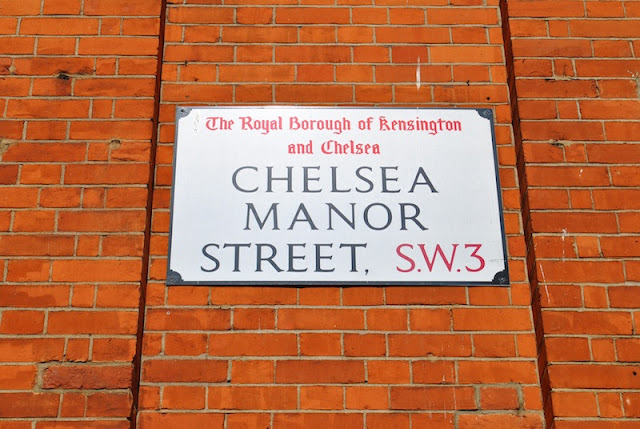 The Royal Borough of Kensington
and Chelsea
CHELSEA
MANOR
STREET, S.W.3